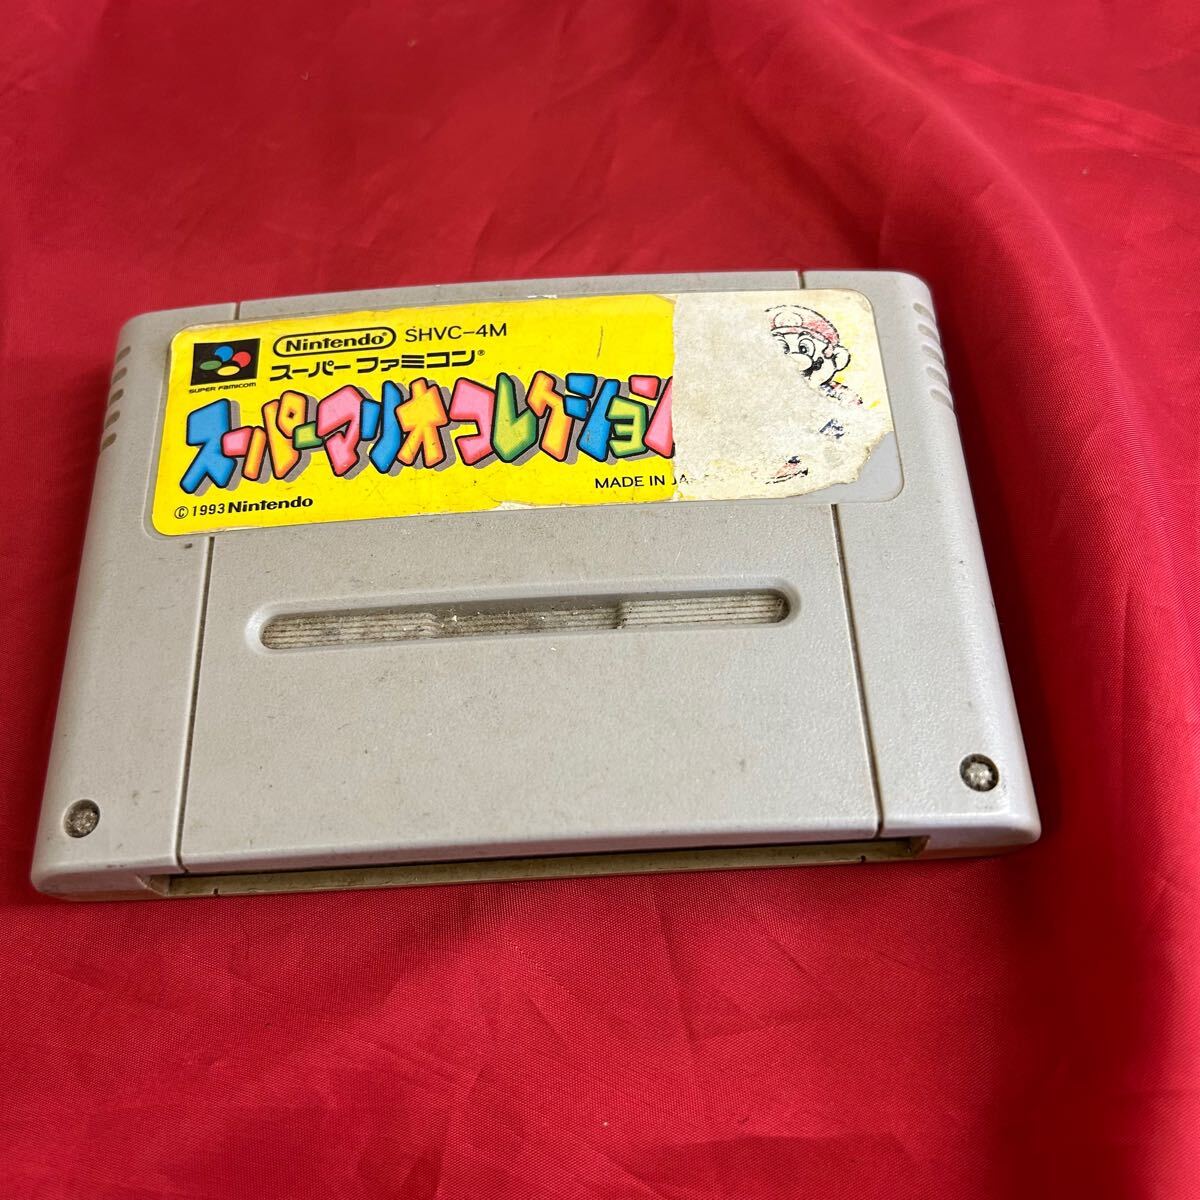 Nintendo® SHVC-4M
SUPER FAMICOM
スーパーファミコン®
スーパーマリオコレクション
MADE IN
© 1993 Nintendo